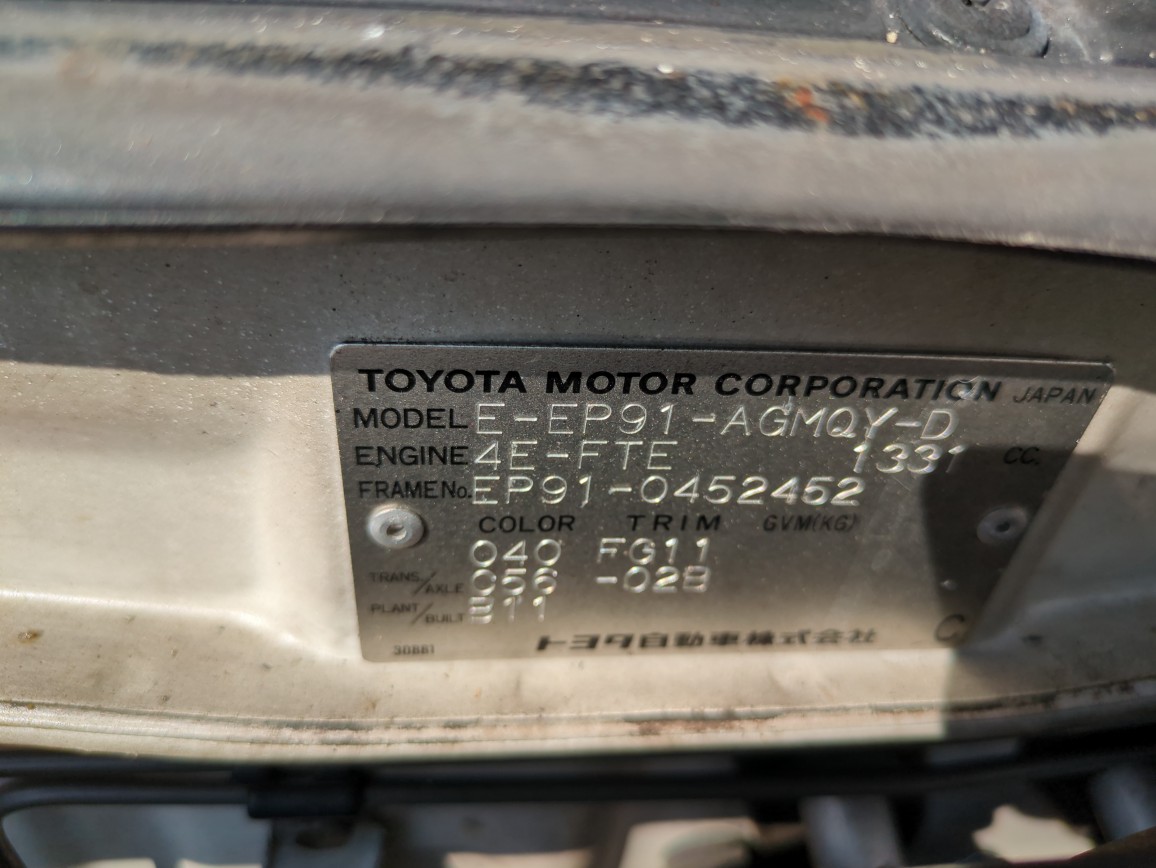 TOYOTA MOTOR CORPORATION JAPAN
MODEL E-EP91-AGMQY-D
ENGINE 4E-FTE 1331 CC.
FRAME No. EP91-0452452
COLOR TRIM GVM(KG)
040 FG11
TRANS/AXLE C56 -02B
PLANT/BUILT ET1
30881 トヨタ自動車株式会社 C